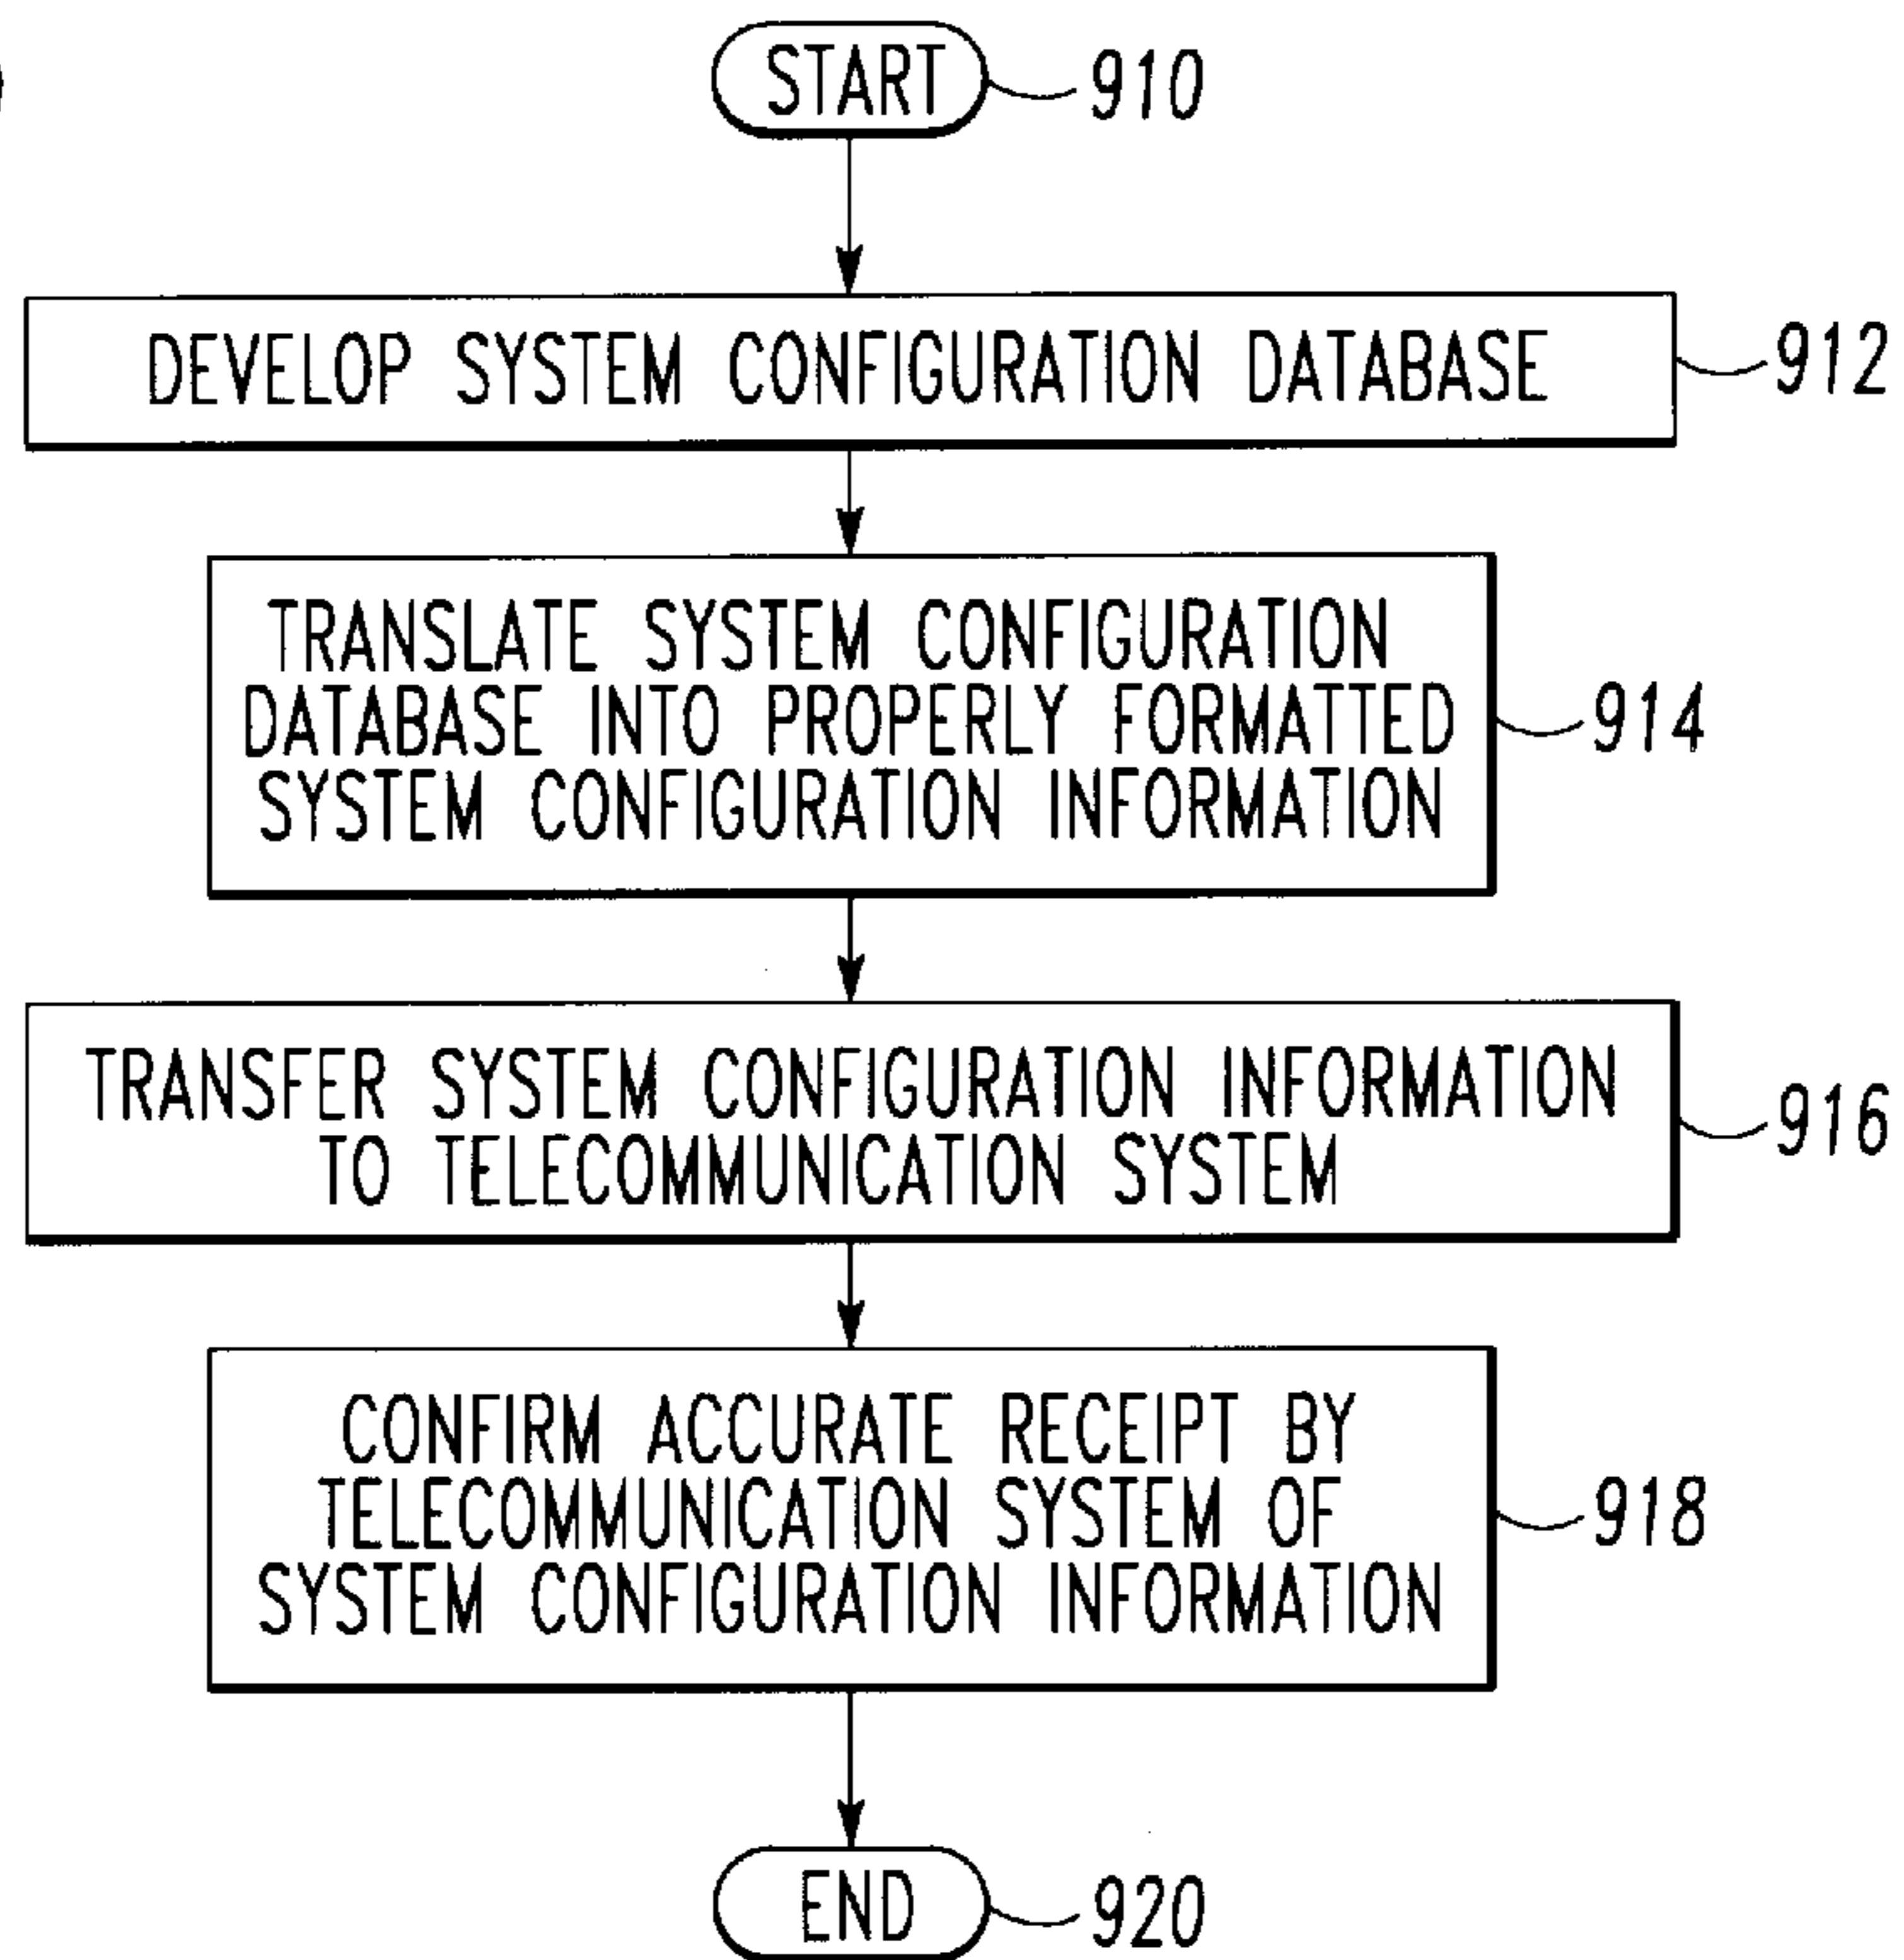 START 910
DEVELOP SYSTEM CONFIGURATION DATABASE 912
TRANSLATE SYSTEM CONFIGURATION
DATABASE INTO PROPERLY FORMATTED 914
SYSTEM CONFIGURATION INFORMATION
TRANSFER SYSTEM CONFIGURATION INFORMATION 916
TO TELECOMMUNICATION SYSTEM
CONFIRM ACCURATE RECEIPT BY
TELECOMMUNICATION SYSTEM OF 918
SYSTEM CONFIGURATION INFORMATION
END 920